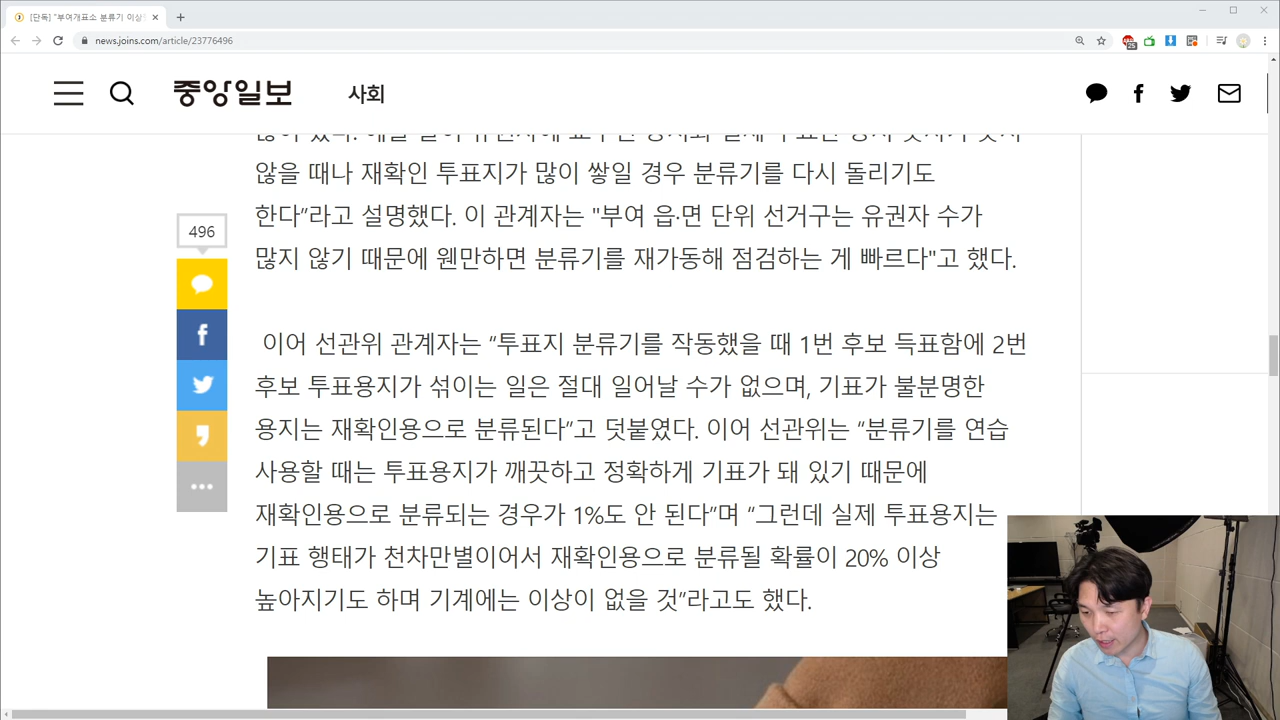 [단독] "부여개표소 분류기 이상
news.joins.com/article/23776496
중앙일보
사회
않을 때나 재확인 투표지가 많이 쌓일 경우 분류기를 다시 돌리기도
한다”라고 설명했다. 이 관계자는 "부여 읍·면 단위 선거구는 유권자 수가
많지 않기 때문에 웬만하면 분류기를 재가동해 점검하는 게 빠르다"고 했다.
496
이어 선관위 관계자는 “투표지 분류기를 작동했을 때 1번 후보 득표함에 2번
후보 투표용지가 섞이는 일은 절대 일어날 수가 없으며, 기표가 불분명한
용지는 재확인용으로 분류된다”고 덧붙였다. 이어 선관위는 “분류기를 연습
사용할 때는 투표용지가 깨끗하고 정확하게 기표가 돼 있기 때문에
재확인용으로 분류되는 경우가 1%도 안 된다”며 “그런데 실제 투표용지는
기표 행태가 천차만별이어서 재확인용으로 분류될 확률이 20% 이상
높아지기도 하며 기계에는 이상이 없을 것”라고도 했다.